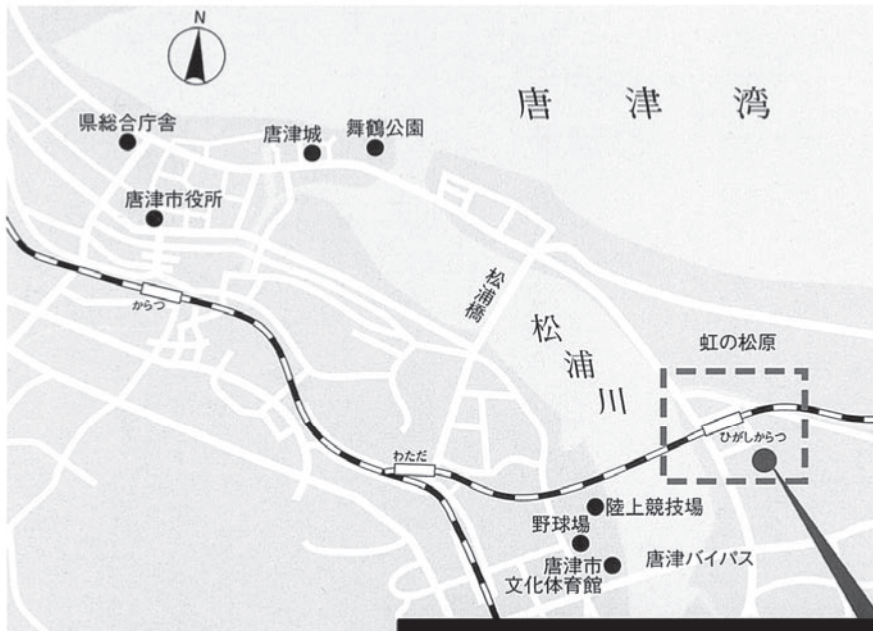 N
唐津湾
県総合庁舎
唐津城
舞鶴公園
唐津市役所
からつ
松浦橋
松浦川
虹の松原
ひがしからつ
わただ
陸上競技場
野球場
唐津市
文化体育館
唐津バイパス